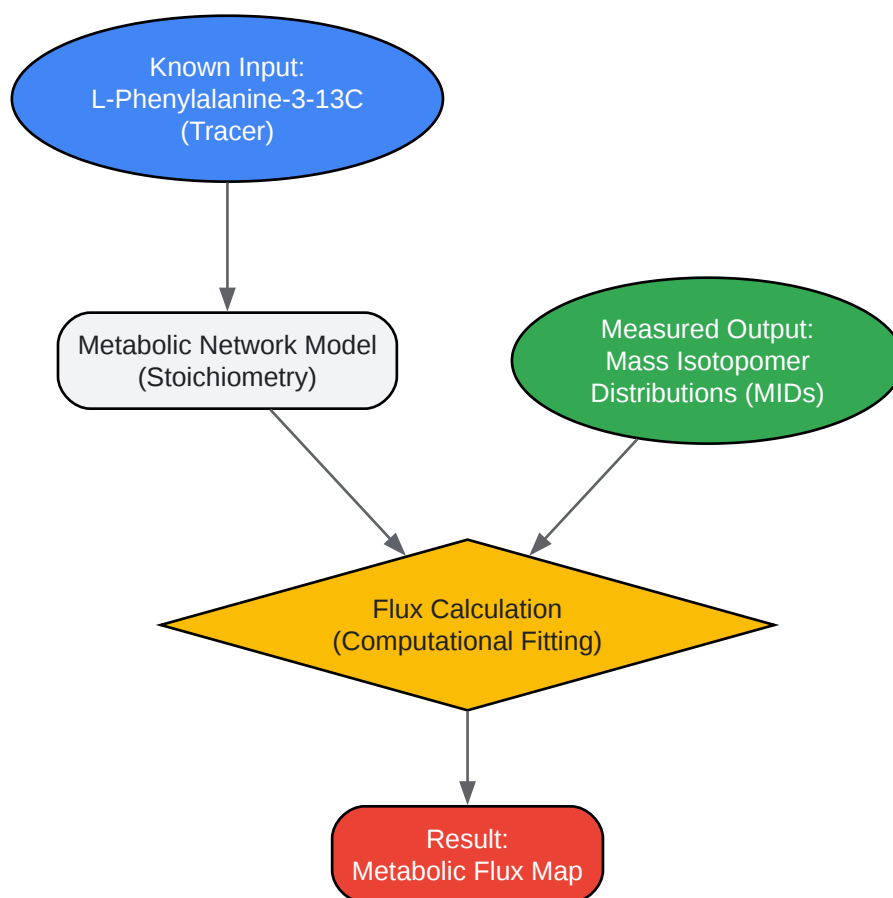 Known Input:
L-Phenylalanine-3-13C
(Tracer)
Metabolic Network Model
(Stoichiometry)
Measured Output:
Mass Isotopomer
Distributions (MIDs)
Flux Calculation
(Computational Fitting)
Result:
Metabolic Flux Map